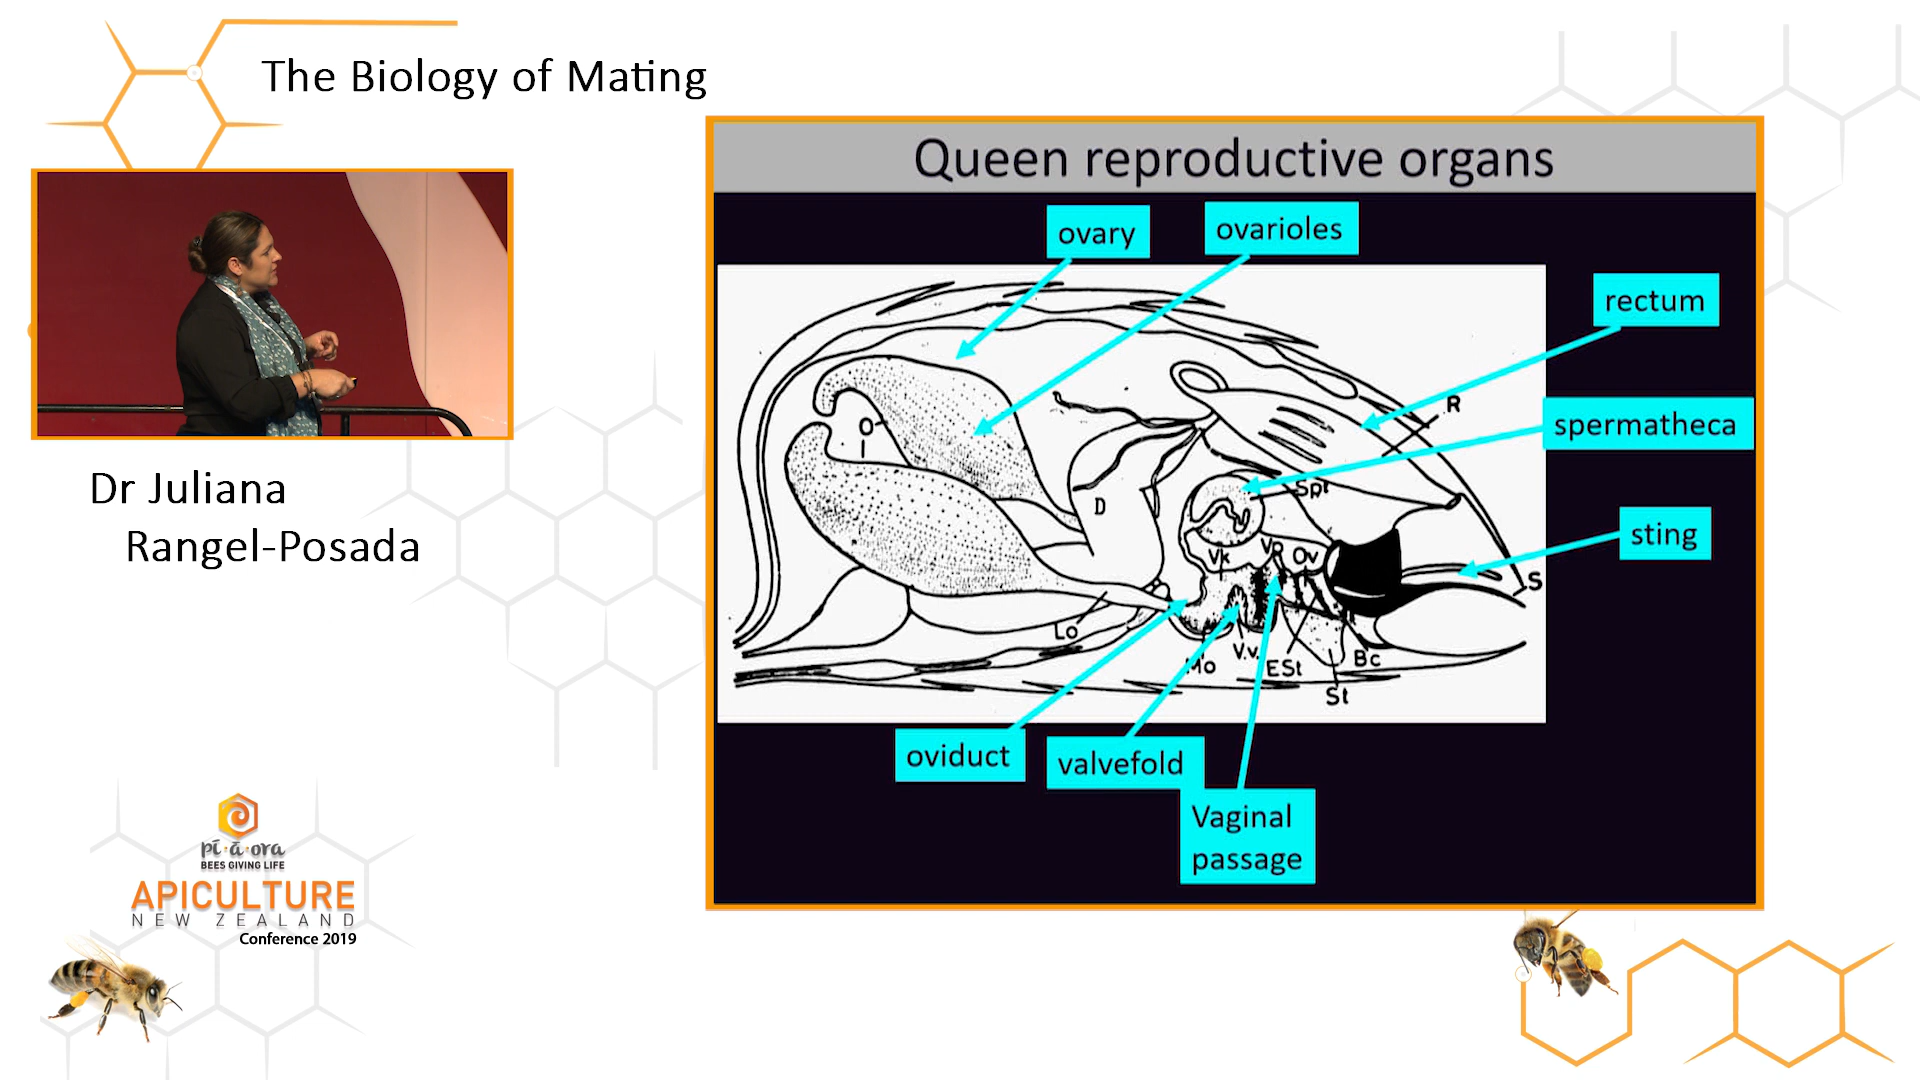 The Biology of Mating
Queen reproductive organs
ovary
ovarioles
rectum
spermatheca
sting
R
O
D
Spt
Vk
VP
Ov
S
Lo
Mo
V.v.
ESt
Bc
St
oviduct
valvefold
Vaginal
passage
Dr Juliana
Rangel-Posada
pī·ā·ora
BEES GIVING LIFE
APICULTURE
NEW ZEALAND
Conference 2019